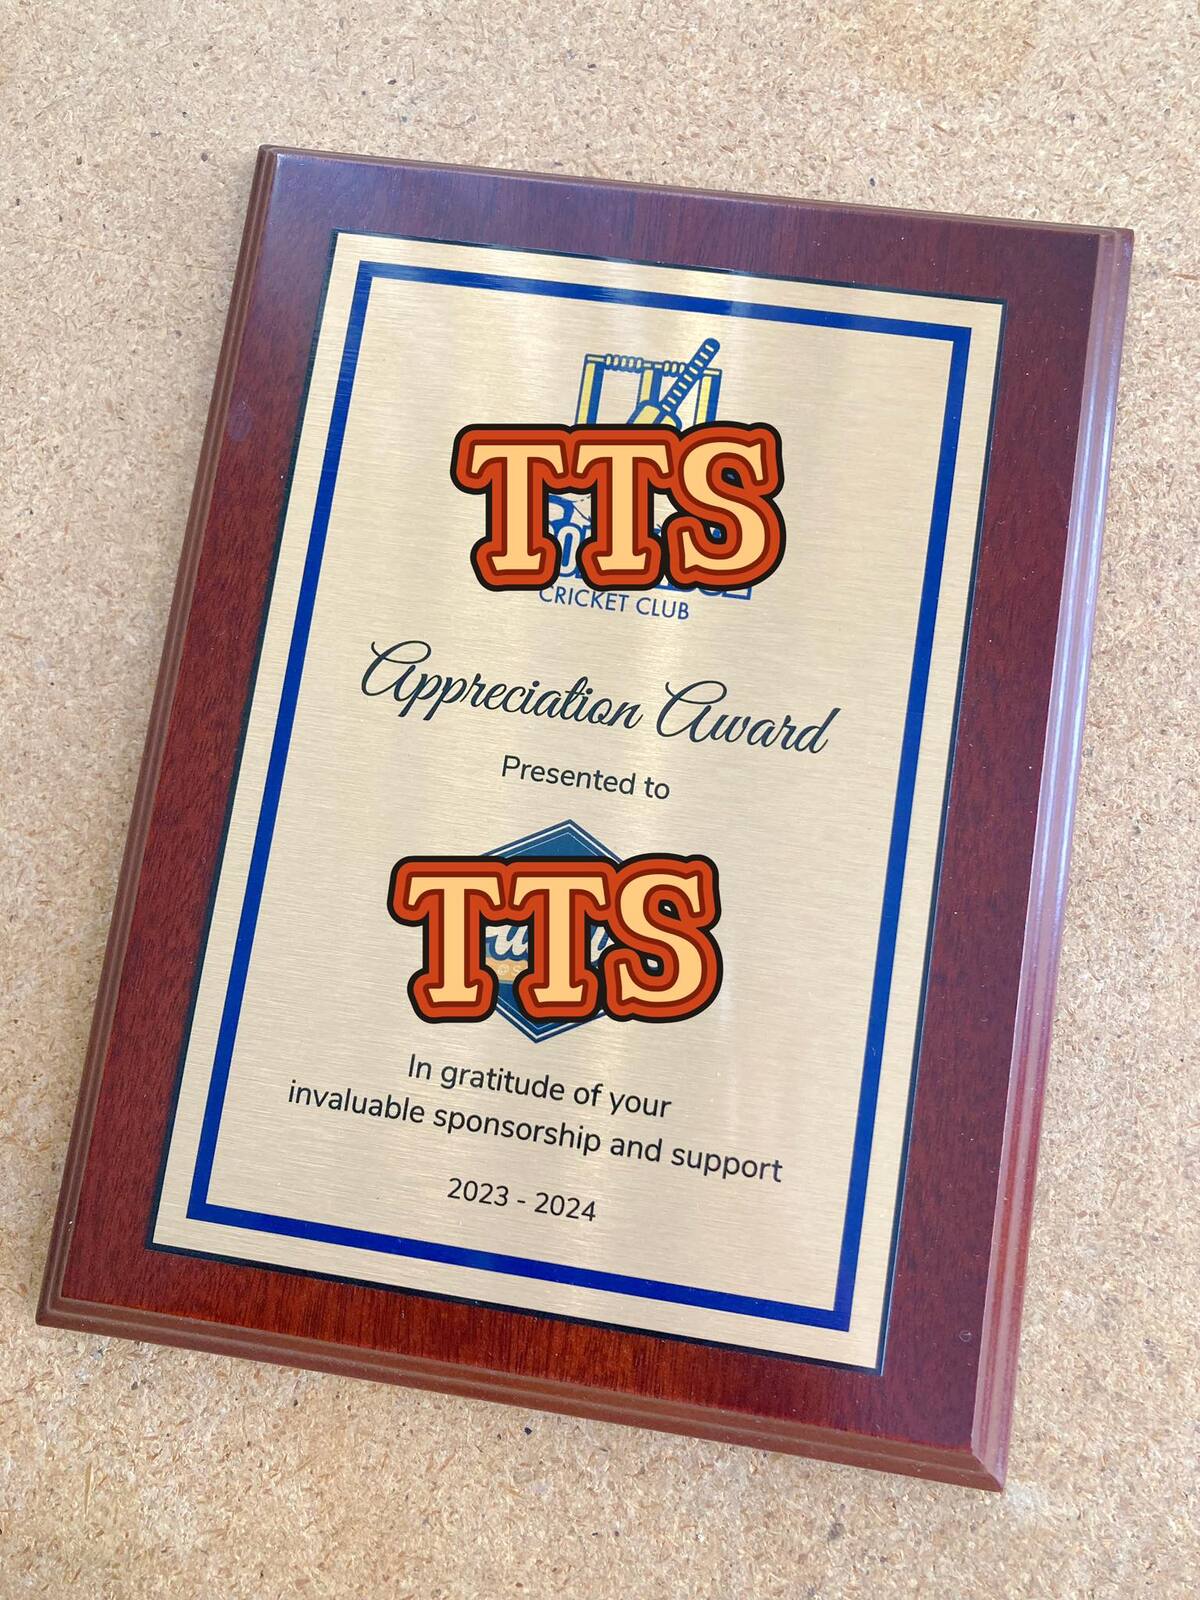 TTS
CRICKET CLUB
Appreciation Award
Presented to
TTS
In gratitude of your
invaluable sponsorship and support
2023 - 2024